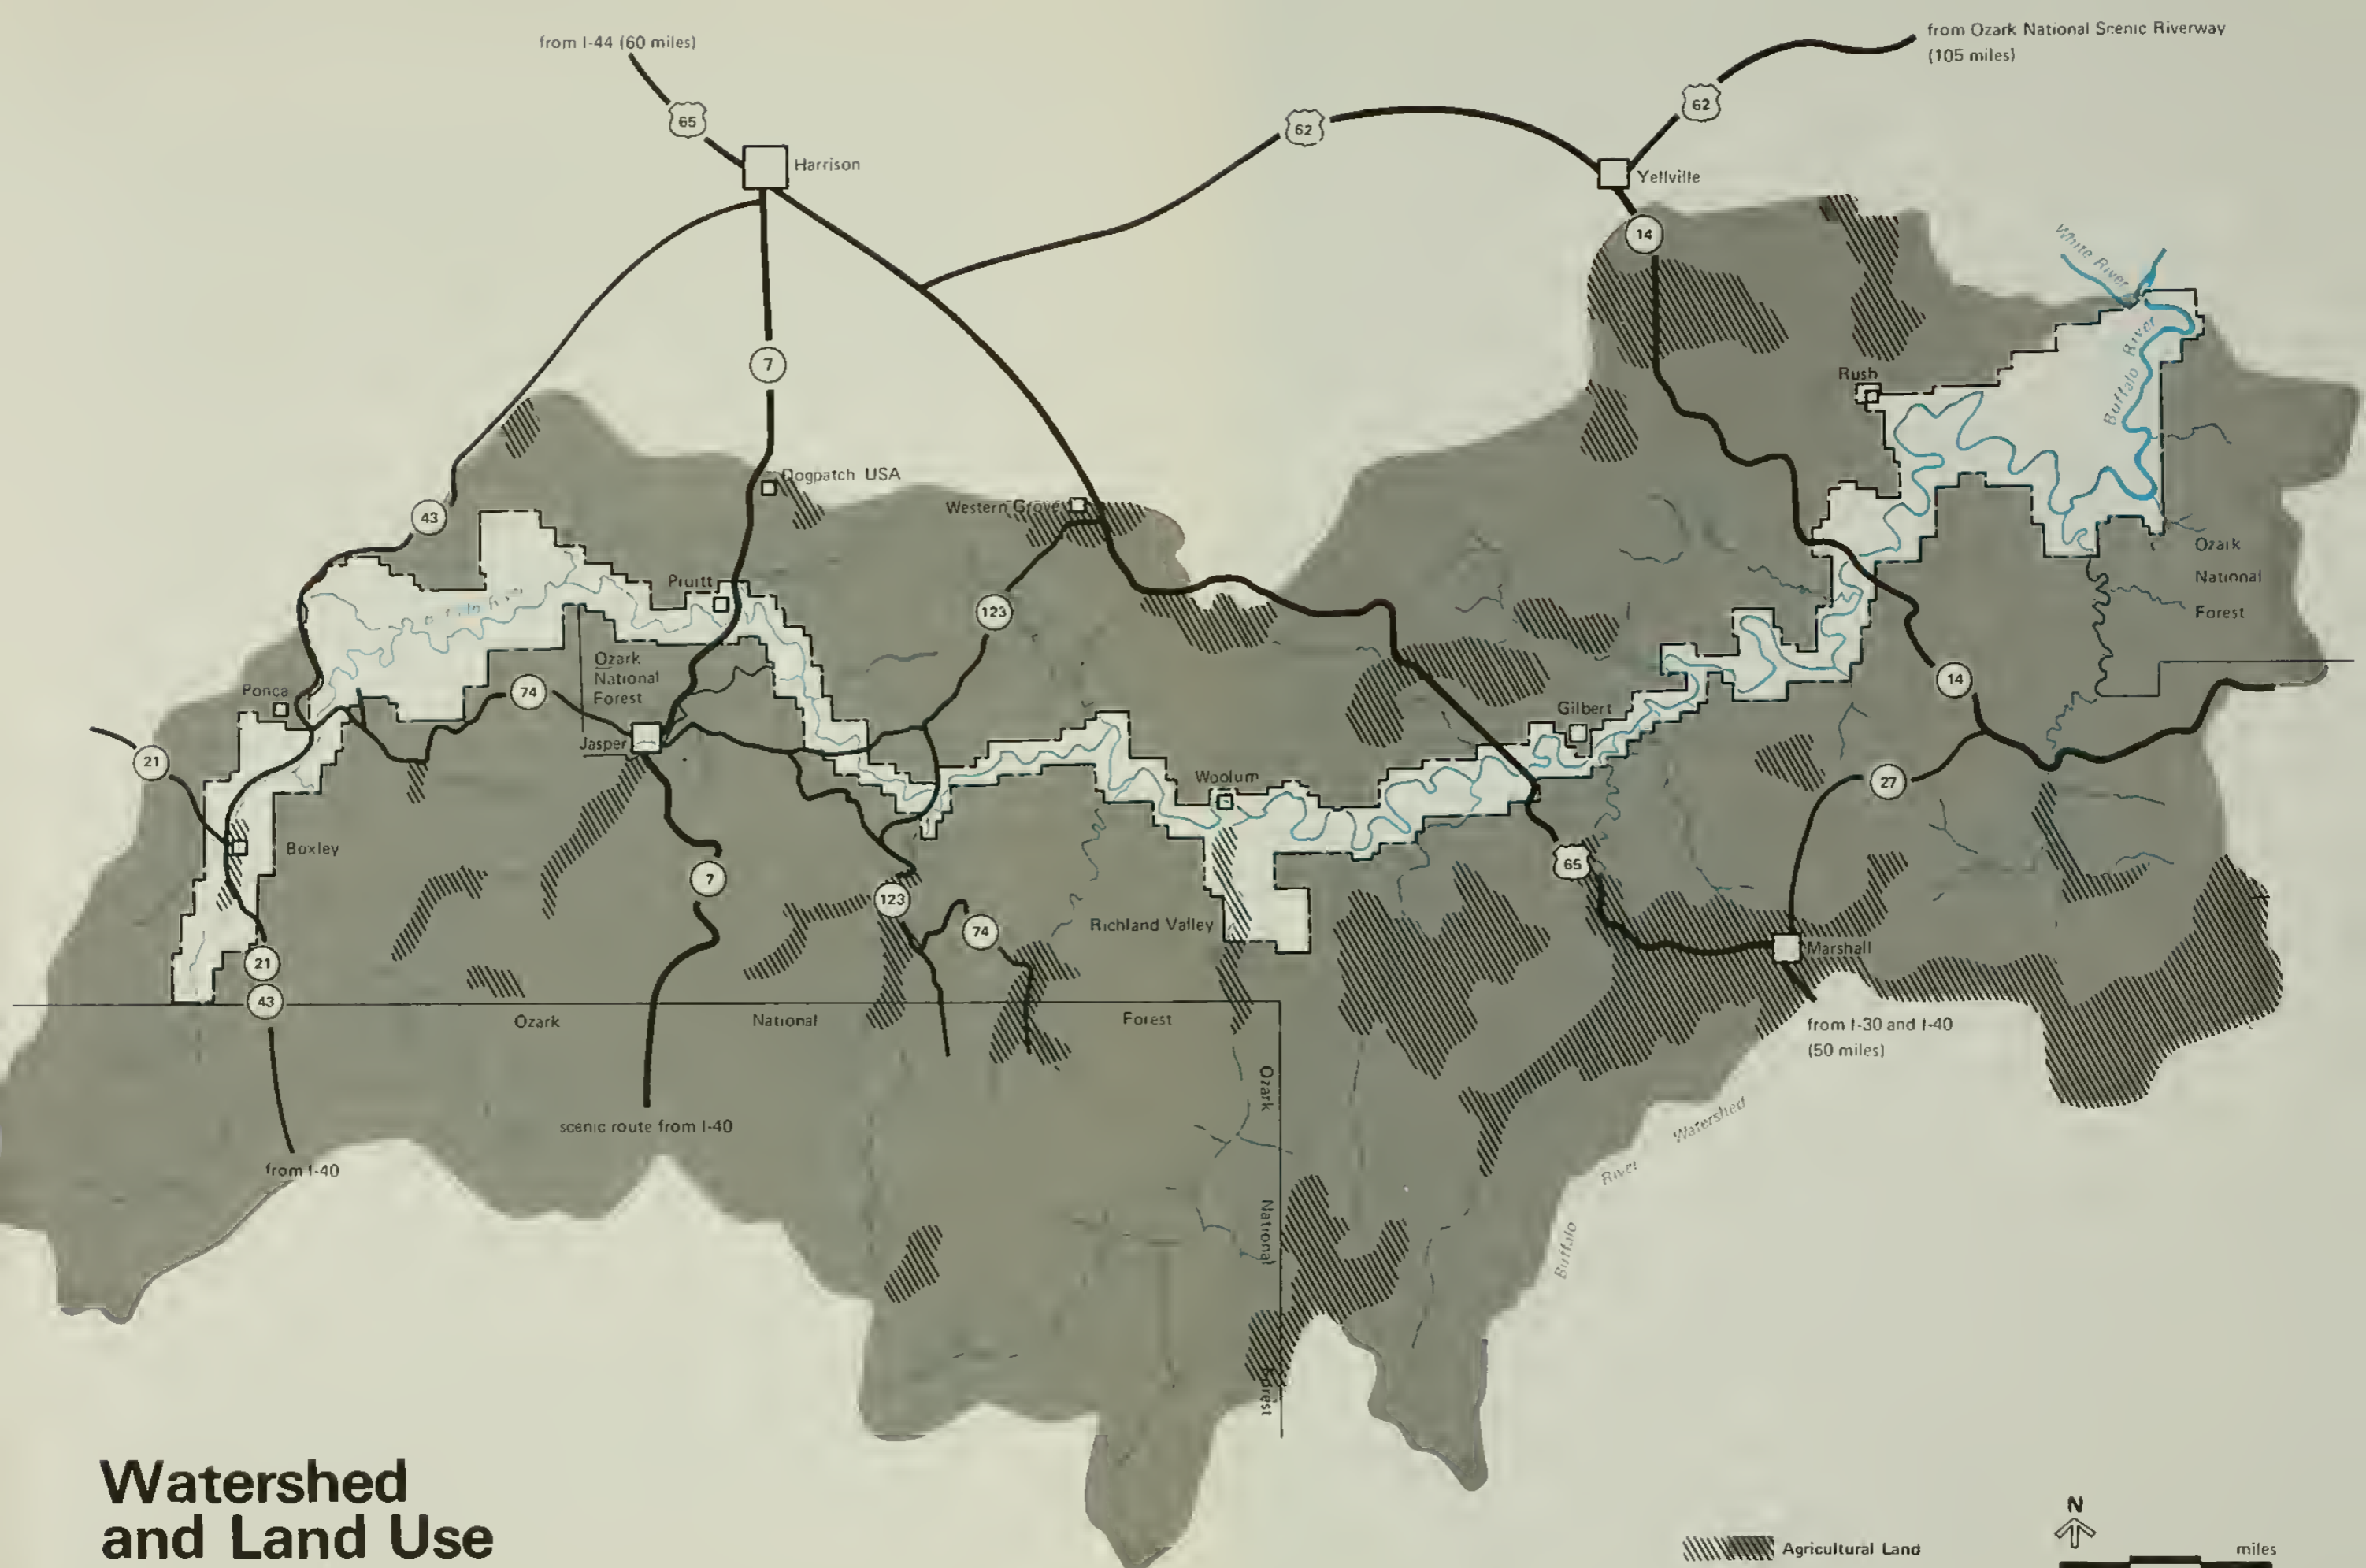 from I-44 (60 miles)
from Ozark National Scenic Riverway
(105 miles)
65
62
62
Harrison
Yellville
14
White River
Buffalo River
7
Rush
Dogpatch USA
Western Grove
43
Ozark
National
Forest
Pruitt
123
Buffalo River
Ozark
National
Forest
Ponca
74
14
Gilbert
Jasper
21
Woolum
27
Boxley
65
7
123
74
Richland Valley
Marshall
21
43
Ozark National Forest
from I-30 and I-40
(50 miles)
Ozark National Forest
Buffalo River Watershed
scenic route from I-40
from I-40
Watershed
and Land Use
N
Agricultural Land
miles